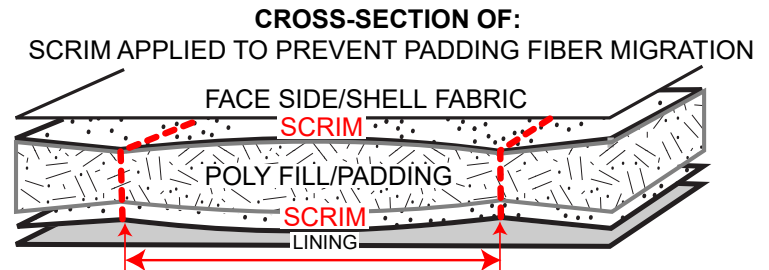 CROSS-SECTION OF:
SCRIM APPLIED TO PREVENT PADDING FIBER MIGRATION
FACE SIDE/SHELL FABRIC
SCRIM
POLY FILL/PADDING
SCRIM
LINING